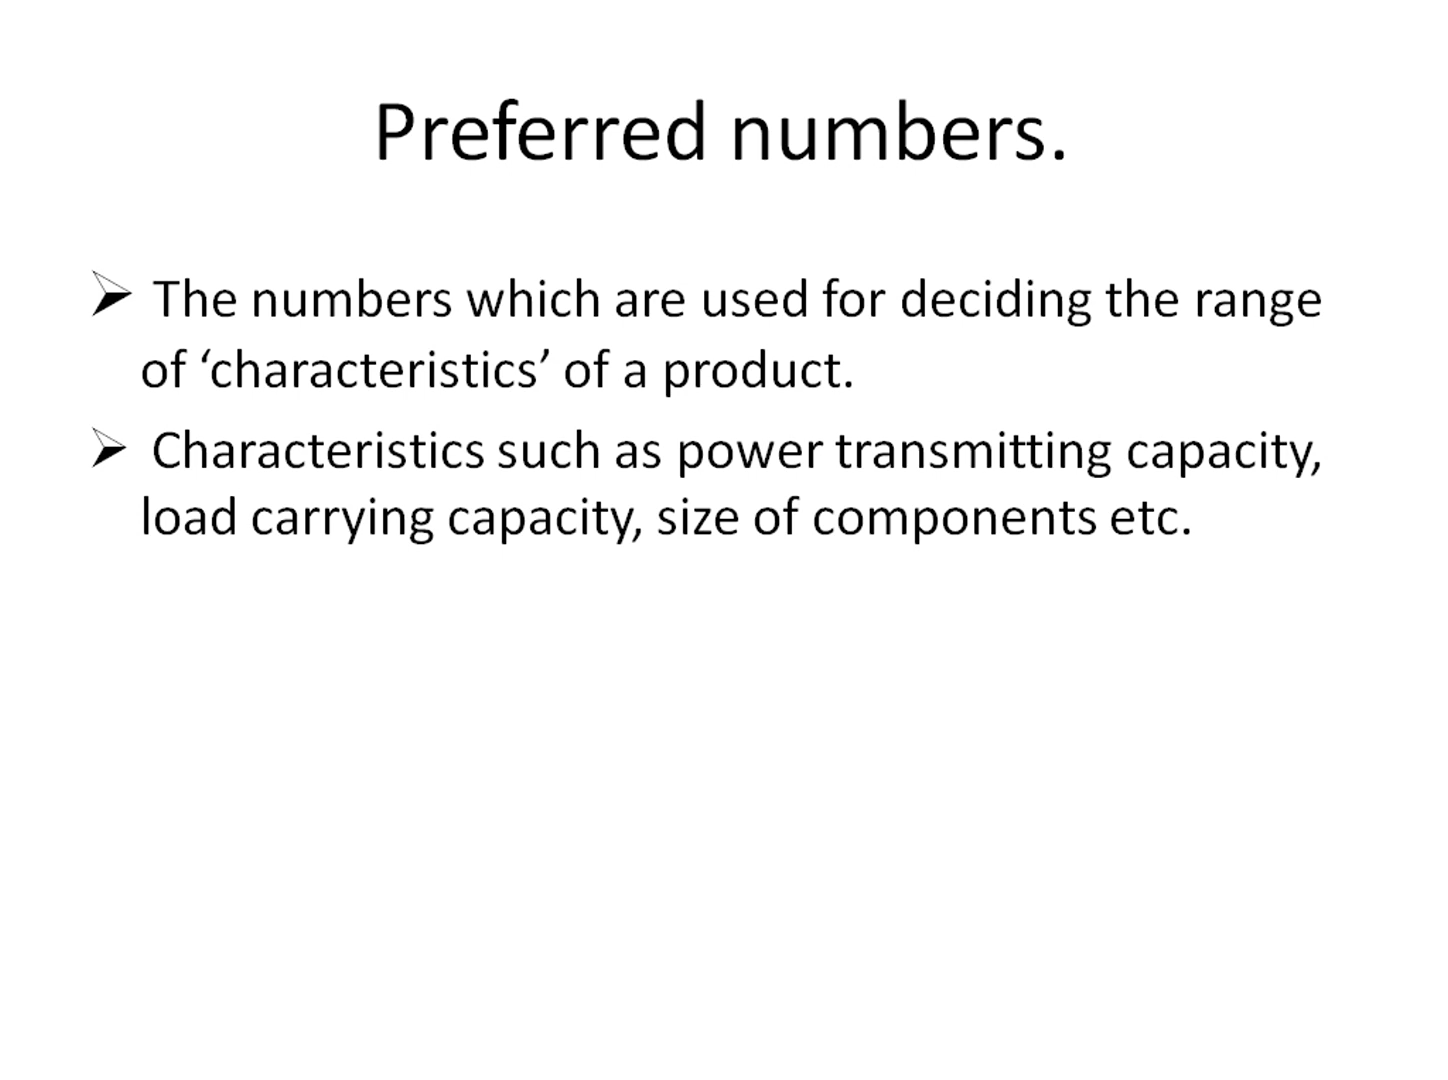 Preferred numbers.
➢ The numbers which are used for deciding the range
of ‘characteristics’ of a product.
➢ Characteristics such as power transmitting capacity,
load carrying capacity, size of components etc.